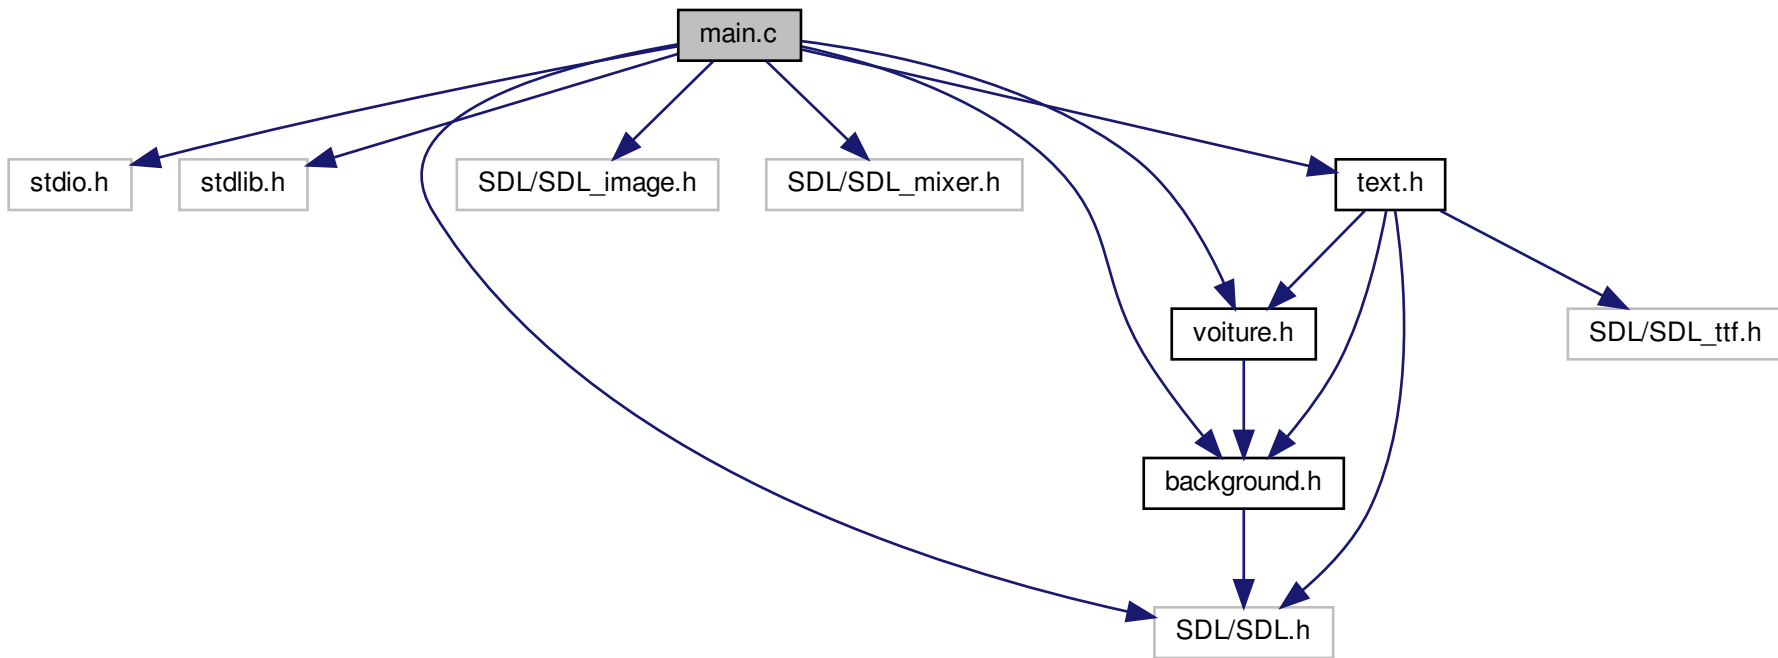 main.c
stdio.h
stdlib.h
SDL/SDL_image.h
SDL/SDL_mixer.h
text.h
voiture.h
SDL/SDL_ttf.h
background.h
SDL/SDL.h